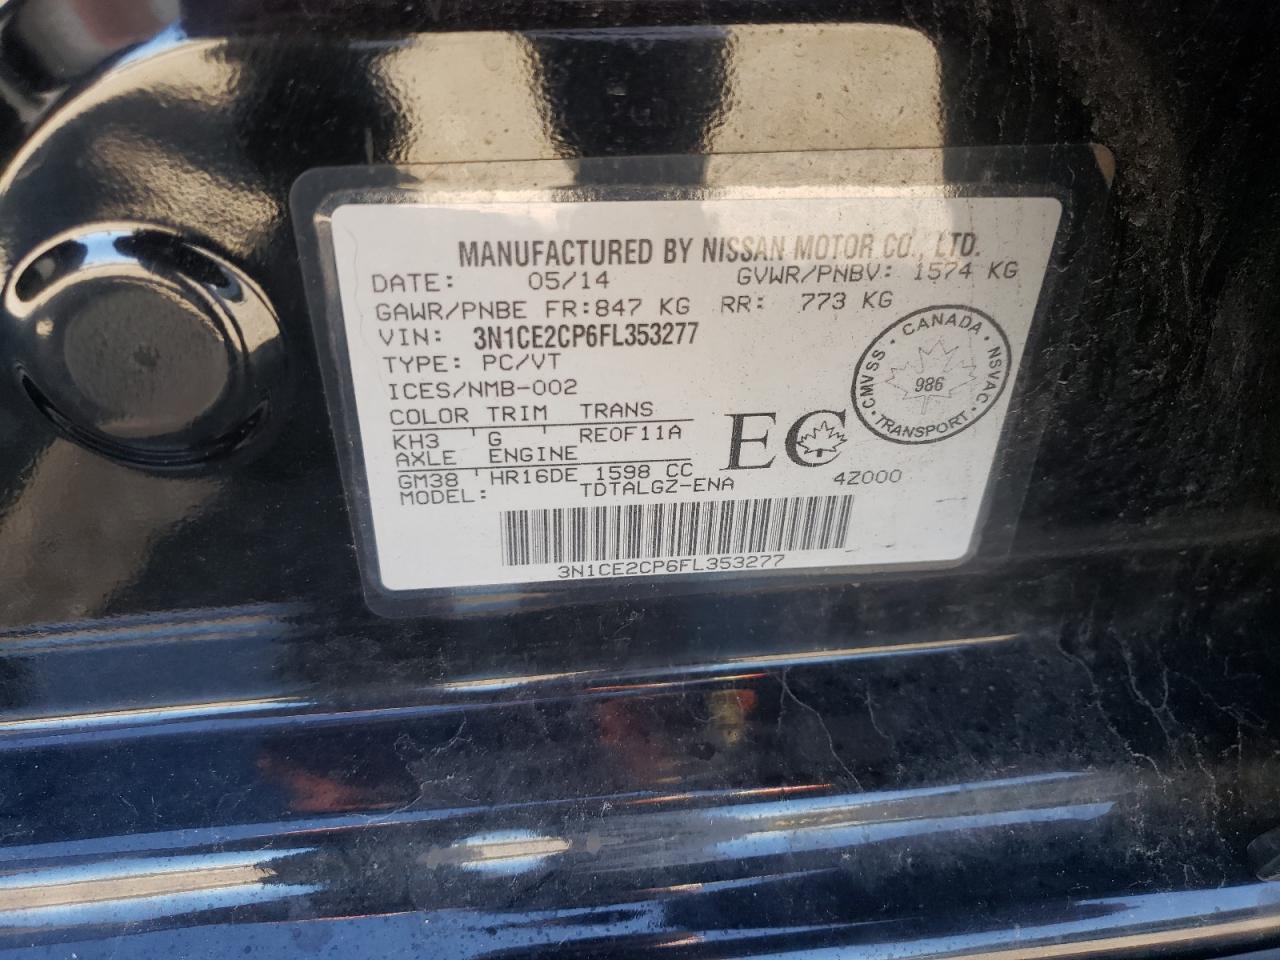 MANUFACTURED BY NISSAN MOTOR CO., LTD.
DATE: 05/14 GVWR/PNBV: 1574 KG
GAWR/PNBE FR:847 KG RR: 773 KG
VIN: 3N1CE2CP6FL353277
TYPE: PC/VT
ICES/NMB-002
COLOR TRIM TRANS
KH3 G RE0F11A
AXLE ENGINE
GM38 HR16DE 1598 CC
MODEL: TDTALGZ-ENA
EC
4Z000
CANADA · NSVAC · TRANSPORT · CMVSS ·
986
3N1CE2CP6FL353277